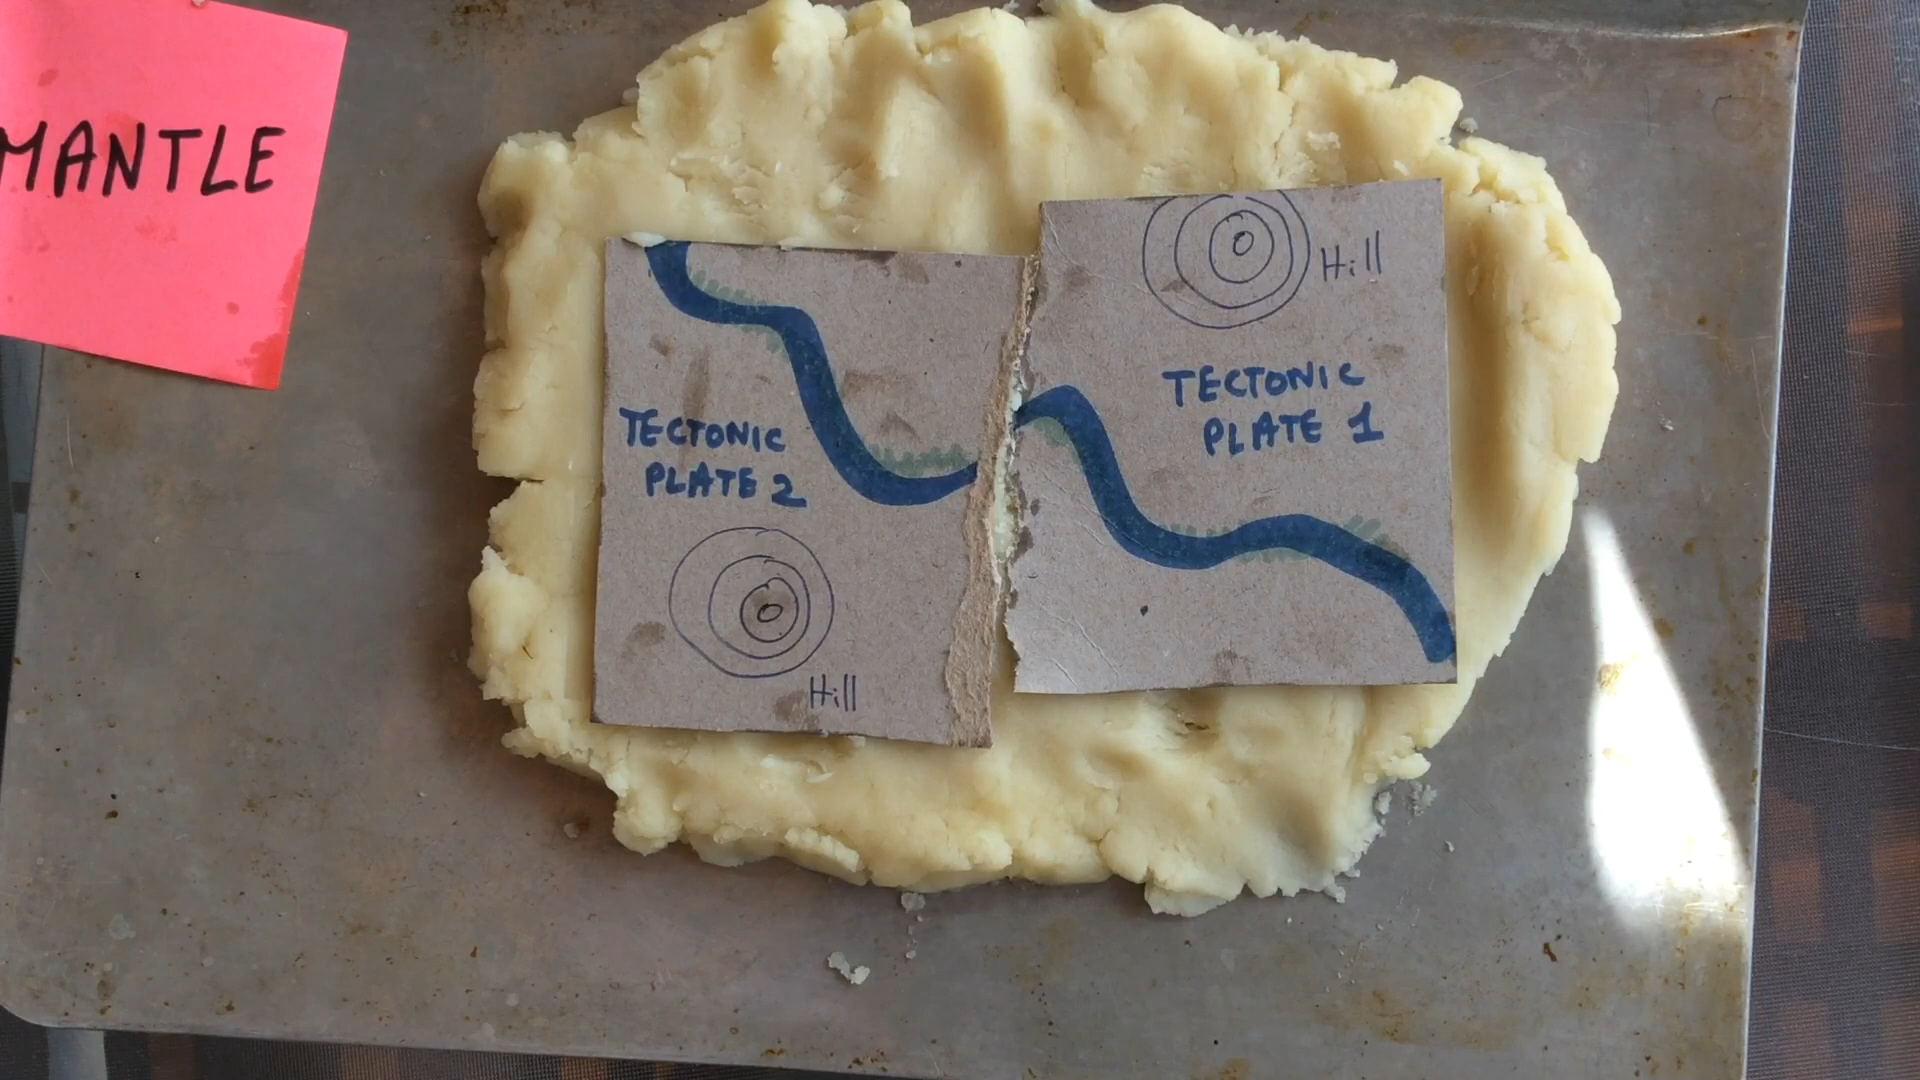 MANTLE
Hill
TECTONIC
PLATE 1
TECTONIC
PLATE 2
Hill